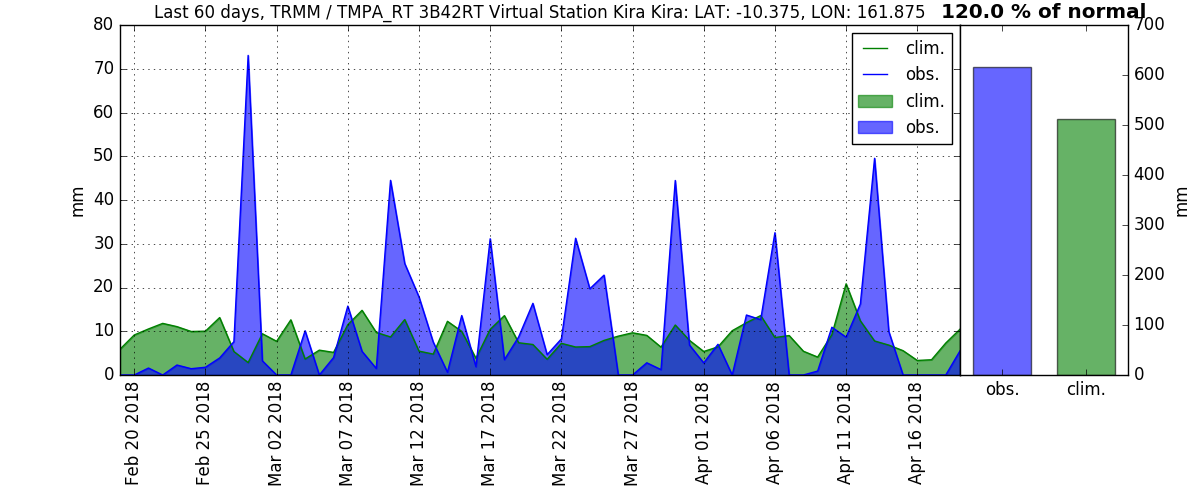 Last 60 days, TRMM / TMPA_RT 3B42RT Virtual Station Kira Kira: LAT: -10.375, LON: 161.875 120.0 % of normal
80
70
60
50
40
30
20
10
0
mm
clim.
obs.
clim.
obs.
Feb 20 2018
Feb 25 2018
Mar 02 2018
Mar 07 2018
Mar 12 2018
Mar 17 2018
Mar 22 2018
Mar 27 2018
Apr 01 2018
Apr 06 2018
Apr 11 2018
Apr 16 2018
700
600
500
400
300
200
100
0
mm
obs.
clim.